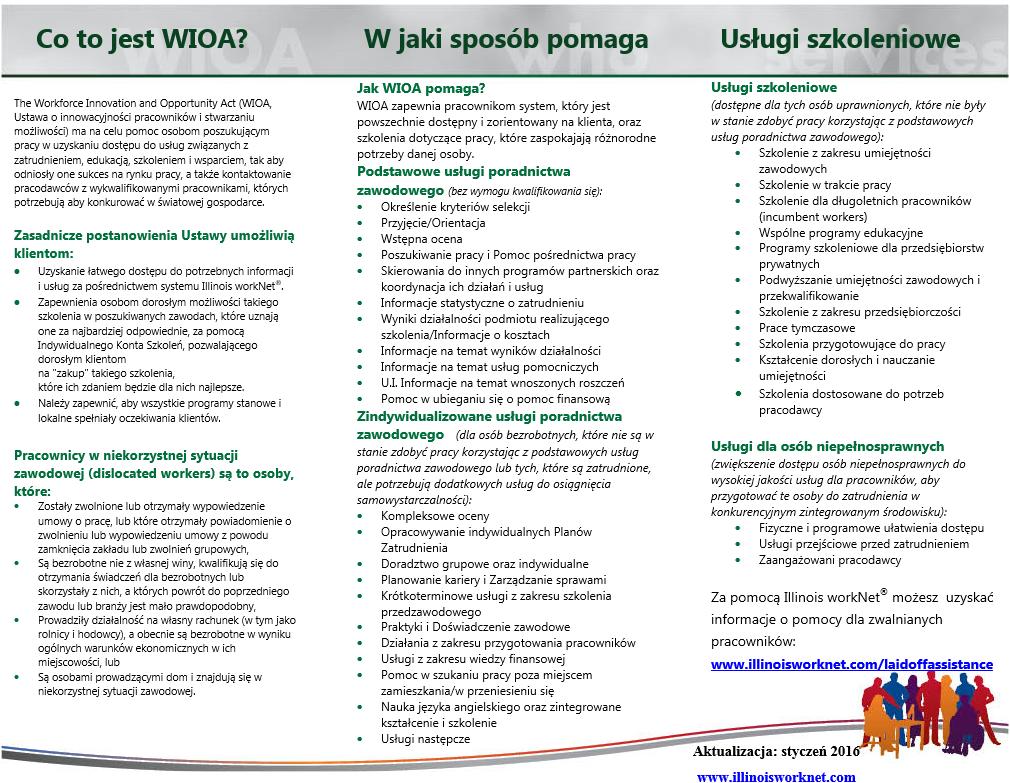 Co to jest WIOA?
The Workforce Innovation and Opportunity Act (WIOA,
Ustawa o innowacyjności pracowników i stwarzaniu
możliwości) ma na celu pomoc osobom poszukującym
pracy w uzyskaniu dostępu do usług związanych z
zatrudnieniem, edukacją, szkoleniem i wsparciem, tak aby
odniosły one sukces na rynku pracy, a także kontaktowanie
pracodawców z wykwalifikowanymi pracownikami, których
potrzebują aby konkurować w światowej gospodarce.
Zasadnicze postanowienia Ustawy umożliwią
klientom:
• Uzyskanie łatwego dostępu do potrzebnych informacji
i usług za pośrednictwem systemu Illinois workNet®.
• Zapewnienia osobom dorosłym możliwości takiego
szkolenia w poszukiwanych zawodach, które uznają
one za najbardziej odpowiednie, za pomocą
Indywidualnego Konta Szkoleń, pozwalającego
dorosłym klientom
na "zakup" takiego szkolenia,
które ich zdaniem będzie dla nich najlepsze.
• Należy zapewnić, aby wszystkie programy stanowe i
lokalne spełniały oczekiwania klientów.
Pracownicy w niekorzystnej sytuacji
zawodowej (dislocated workers) są to osoby,
które:
• Zostały zwolnione lub otrzymały wypowiedzenie
umowy o pracę, lub które otrzymały powiadomienie o
zwolnieniu lub wypowiedzeniu umowy z powodu
zamknięcia zakładu lub zwolnień grupowych,
• Są bezrobotne nie z własnej winy, kwalifikują się do
otrzymania świadczeń dla bezrobotnych lub
skorzystały z nich, a których powrót do poprzedniego
zawodu lub branży jest mało prawdopodobny,
• Prowadziły działalność na własny rachunek (w tym jako
rolnicy i hodowcy), a obecnie są bezrobotne w wyniku
ogólnych warunków ekonomicznych w ich
miejscowości, lub
• Są osobami prowadzącymi dom i znajdują się w
niekorzystnej sytuacji zawodowej.
W jaki sposób pomaga
Jak WIOA pomaga?
WIOA zapewnia pracownikom system, który jest
powszechnie dostępny i zorientowany na klienta, oraz
szkolenia dotyczące pracy, które zaspokajają różnorodne
potrzeby danej osoby.
Podstawowe usługi poradnictwa
zawodowego (bez wymogu kwalifikowania się):
• Określenie kryteriów selekcji
• Przyjęcie/Orientacja
• Wstępna ocena
• Poszukiwanie pracy i Pomoc pośrednictwa pracy
• Skierowania do innych programów partnerskich oraz
koordynacja ich działań i usług
• Informacje statystyczne o zatrudnieniu
• Wyniki działalności podmiotu realizującego
szkolenia/Informacje o kosztach
• Informacje na temat wyników działalności
• Informacje na temat usług pomocniczych
• U.I. Informacje na temat wnoszonych roszczeń
• Pomoc w ubieganiu się o pomoc finansową
Zindywidualizowane usługi poradnictwa
zawodowego (dla osób bezrobotnych, które nie są w
stanie zdobyć pracy korzystając z podstawowych usług
poradnictwa zawodowego lub tych, które są zatrudnione,
ale potrzebują dodatkowych usług do osiągnięcia
samowystarczalności):
• Kompleksowe oceny
• Opracowywanie indywidualnych Planów
Zatrudnienia
• Doradztwo grupowe oraz indywidualne
• Planowanie kariery i Zarządzanie sprawami
• Krótkoterminowe usługi z zakresu szkolenia
przedzawodowego
• Praktyki i Doświadczenie zawodowe
• Działania z zakresu przygotowania pracowników
• Usługi z zakresu wiedzy finansowej
• Pomoc w szukaniu pracy poza miejscem
zamieszkania/w przeniesieniu się
• Nauka języka angielskiego oraz zintegrowane
kształcenie i szkolenie
• Usługi następcze
Usługi szkoleniowe
Usługi szkoleniowe
(dostępne dla tych osób uprawnionych, które nie były
w stanie zdobyć pracy korzystając z podstawowych
usług poradnictwa zawodowego):
• Szkolenie z zakresu umiejętności
zawodowych
• Szkolenie w trakcie pracy
• Szkolenie dla długoletnich pracowników
(incumbent workers)
• Wspólne programy edukacyjne
• Programy szkoleniowe dla przedsiębiorstw
prywatnych
• Podwyższanie umiejętności zawodowych i
przekwalifikowanie
• Szkolenie z zakresu przedsiębiorczości
• Prace tymczasowe
• Szkolenia przygotowujące do pracy
• Kształcenie dorosłych i nauczanie
umiejętności
• Szkolenia dostosowane do potrzeb
pracodawcy
Usługi dla osób niepełnosprawnych
(zwiększenie dostępu osób niepełnosprawnych do
wysokiej jakości usług dla pracowników, aby
przygotować te osoby do zatrudnienia w
konkurencyjnym zintegrowanym środowisku):
• Fizyczne i programowe ułatwienia dostępu
• Usługi przejściowe przed zatrudnieniem
• Zaangażowani pracodawcy
Za pomocą Illinois workNet® możesz uzyskać
informacje o pomocy dla zwalnianych
pracowników:
www.illinoisworknet.com/laidoffassistance
Aktualizacja: styczeń 2016
www.illinoisworknet.com
WIOA
who
services